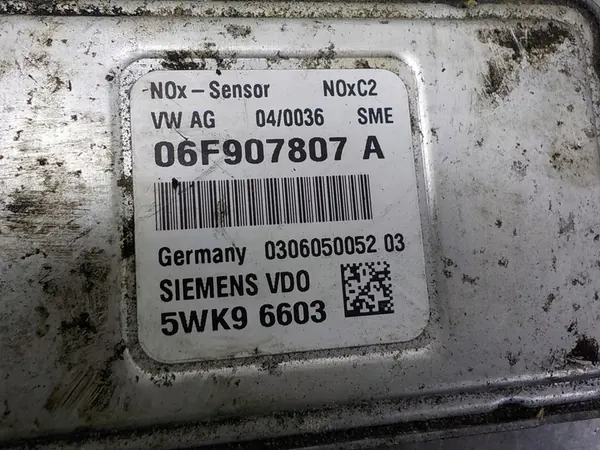 NOx-Sensor NOxC2
VW AG 04/0036 SME
06F907807 A
Germany 0306050052 03
SIEMENS VDO
5WK9 6603